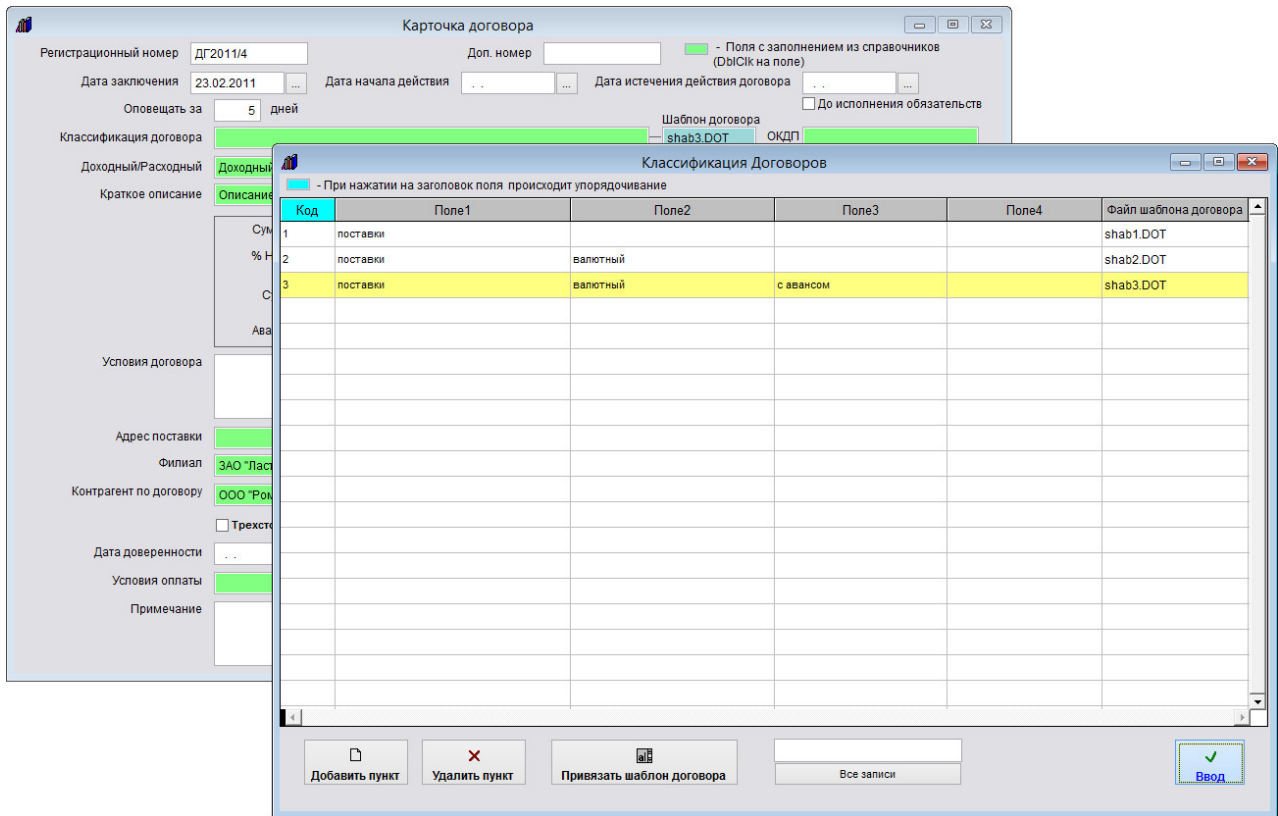 Карточка договора
Регистрационный номер ДГ2011/4 Доп. номер - Поля с заполнением из справочников
(DblClk на поле)
Дата заключения 23.02.2011 ... Дата начала действия . . ... Дата истечения действия договора . . ...
Оповещать за 5 дней До исполнения обязательств
Шаблон договора
Классификация договора shab3.DOT ОКДП
Доходный/Расходный Доходный
Краткое описание Описание
% Н
Условия договора
Адрес поставки
Филиал ЗАО "Ласт
Контрагент по договору ООО "Ром
Трехсто
Дата доверенности . .
Условия оплаты
Примечание
Классификация Договоров
- При нажатии на заголовок поля происходит упорядочивание
Код Поле1 Поле2 Поле3 Поле4 Файл шаблона договора
1 поставки shab1.DOT
2 поставки валютный shab2.DOT
3 поставки валютный с авансом shab3.DOT
Добавить пункт Удалить пункт Привязать шаблон договора Все записи Ввод